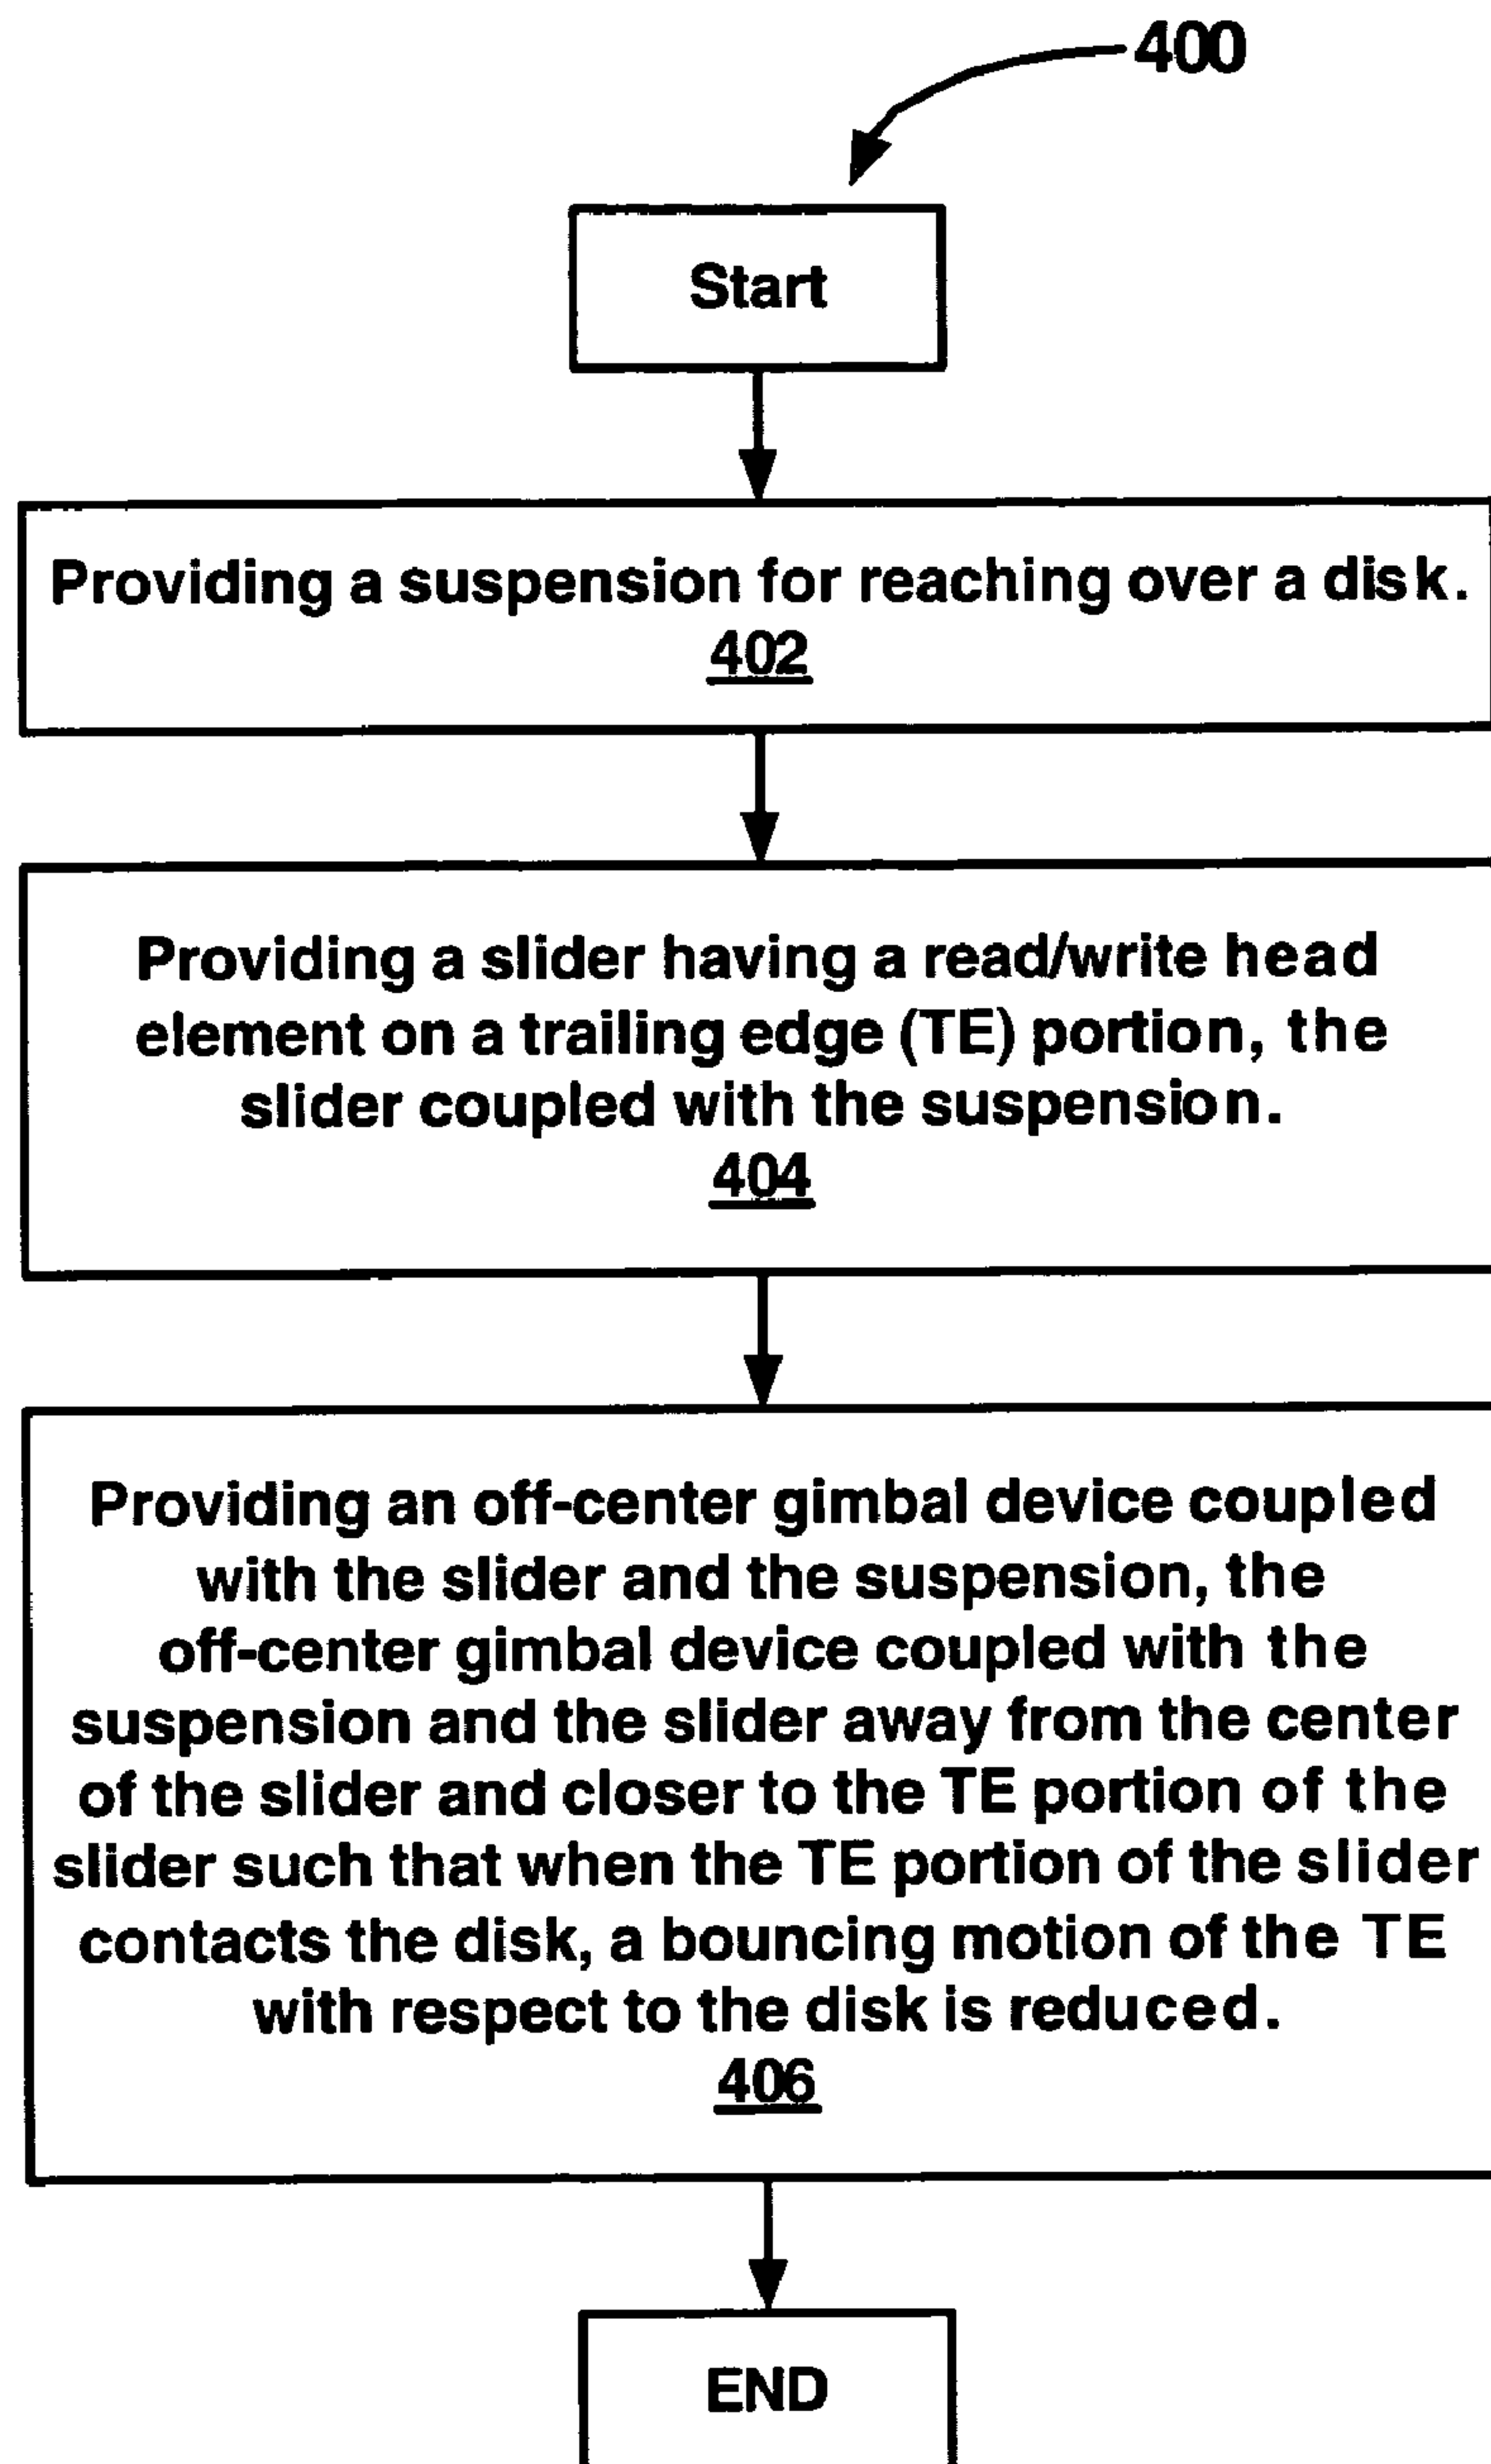 400
Start
Providing a suspension for reaching over a disk.
402
Providing a slider having a read/write head
element on a trailing edge (TE) portion, the
slider coupled with the suspension.
404
Providing an off-center gimbal device coupled
with the slider and the suspension, the
off-center gimbal device coupled with the
suspension and the slider away from the center
of the slider and closer to the TE portion of the
slider such that when the TE portion of the slider
contacts the disk, a bouncing motion of the TE
with respect to the disk is reduced.
406
END